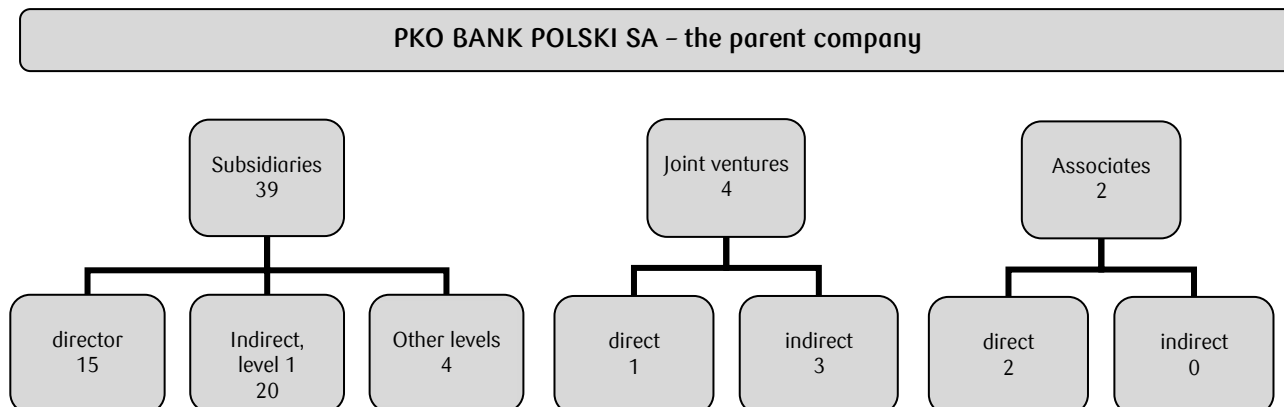 PKO BANK POLSKI SA – the parent company
Subsidiaries
39
Joint ventures
4
Associates
2
director
15
Indirect,
level 1
20
Other levels
4
direct
1
indirect
3
direct
2
indirect
0